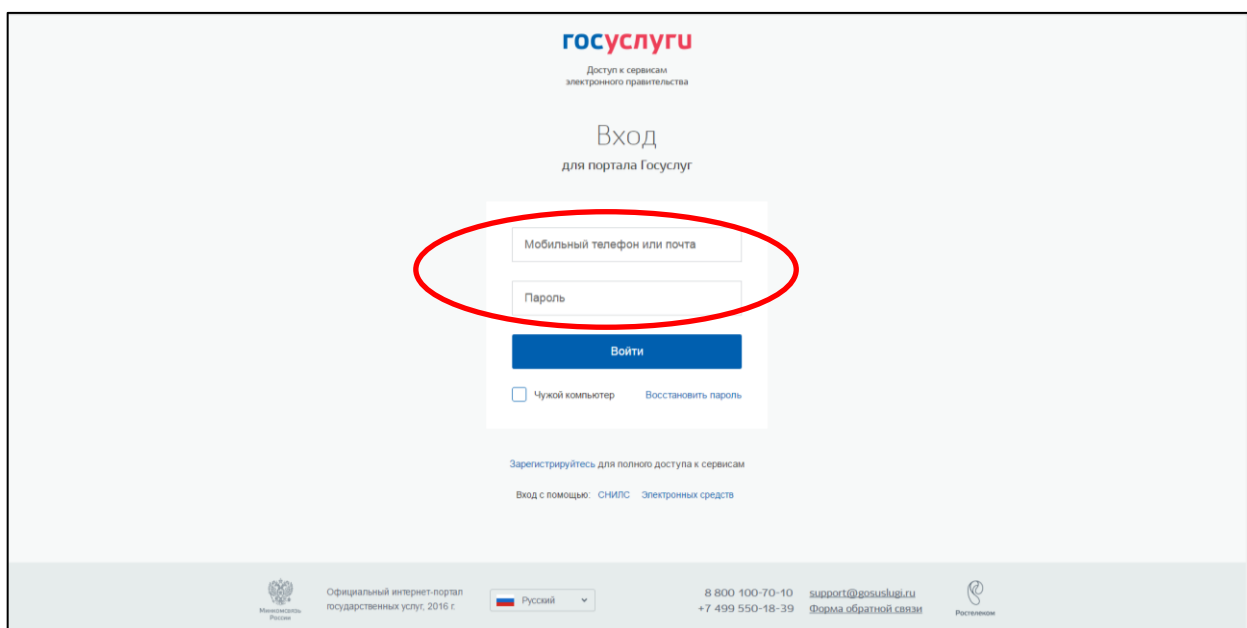 госуслуги
Доступ к сервисам
электронного правительства
Вход
для портала Госуслуг
Мобильный телефон или почта
Пароль
Войти
Чужой компьютер
Восстановить пароль
Зарегистрируйтесь для полного доступа к сервисам
Вход с помощью: СНИЛС Электронных средств
Минкомсвязь
России
Официальный интернет-портал
государственных услуг, 2016 г.
Русский
8 800 100-70-10
+7 499 550-18-39
support@gosuslugi.ru
Форма обратной связи
Ростелеком